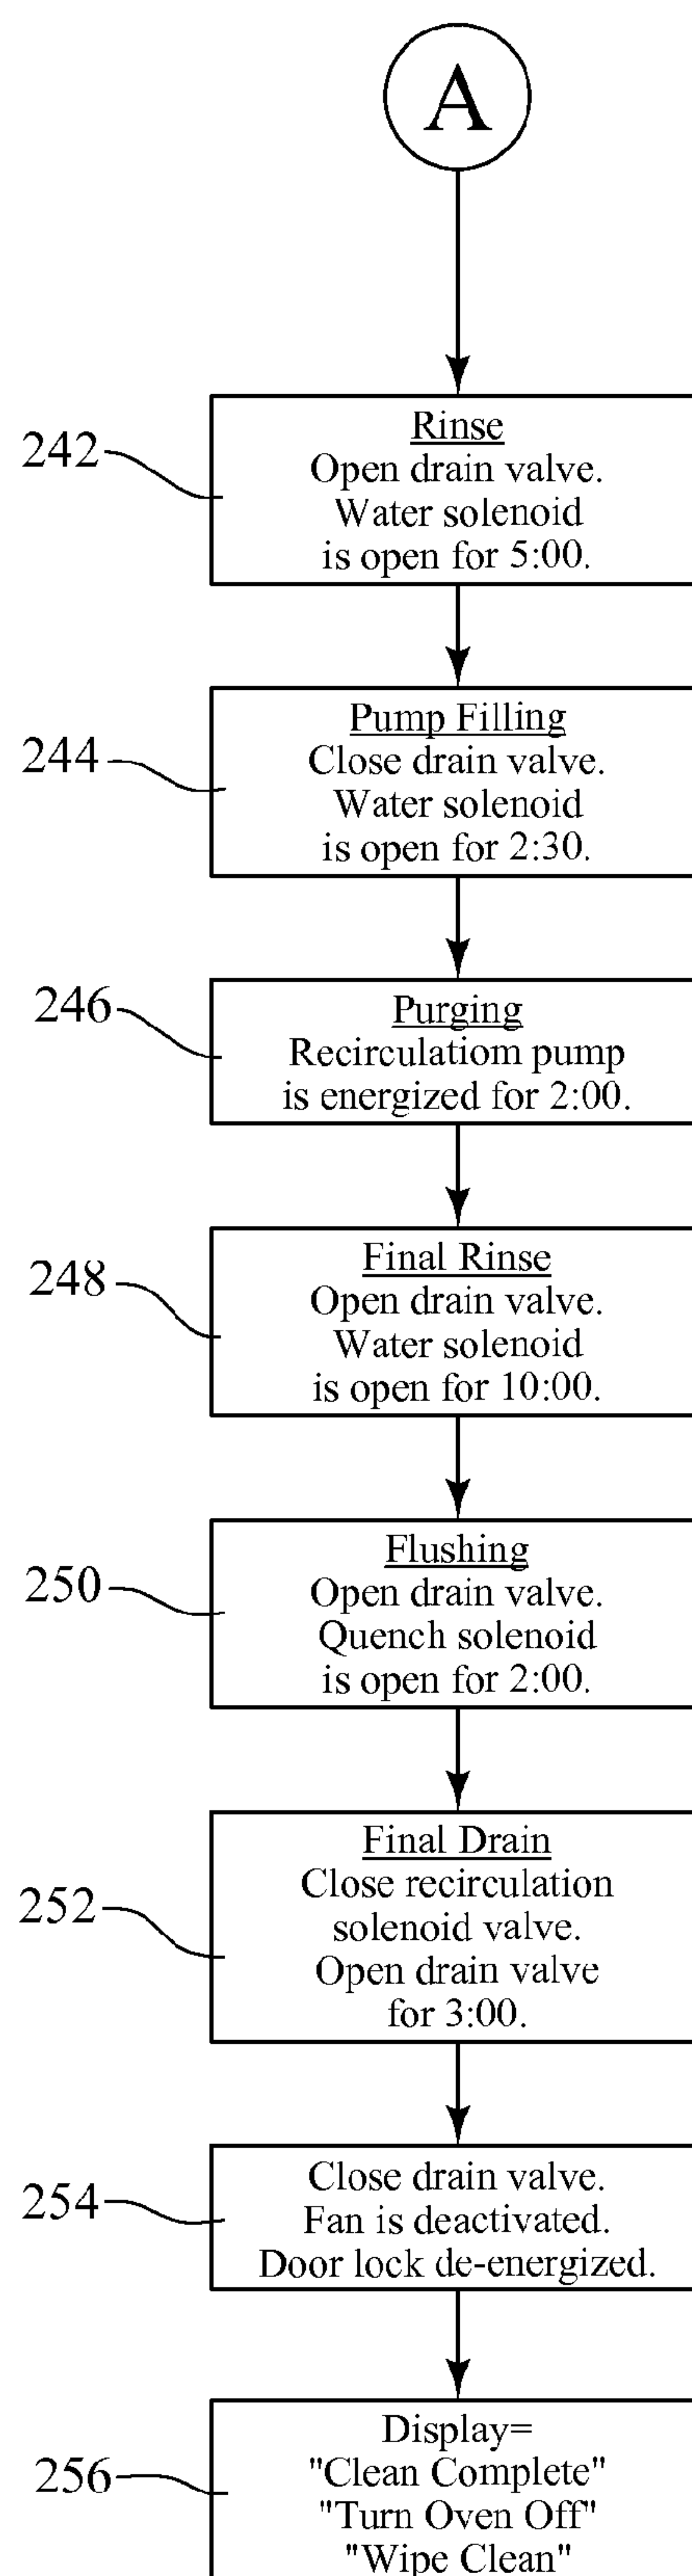 A
242
Rinse
Open drain valve.
Water solenoid
is open for 5:00.
244
Pump Filling
Close drain valve.
Water solenoid
is open for 2:30.
246
Purging
Recirculatiom pump
is energized for 2:00.
248
Final Rinse
Open drain valve.
Water solenoid
is open for 10:00.
250
Flushing
Open drain valve.
Quench solenoid
is open for 2:00.
252
Final Drain
Close recirculation
solenoid valve.
Open drain valve
for 3:00.
254
Close drain valve.
Fan is deactivated.
Door lock de-energized.
256
Display=
"Clean Complete"
"Turn Oven Off"
"Wipe Clean"